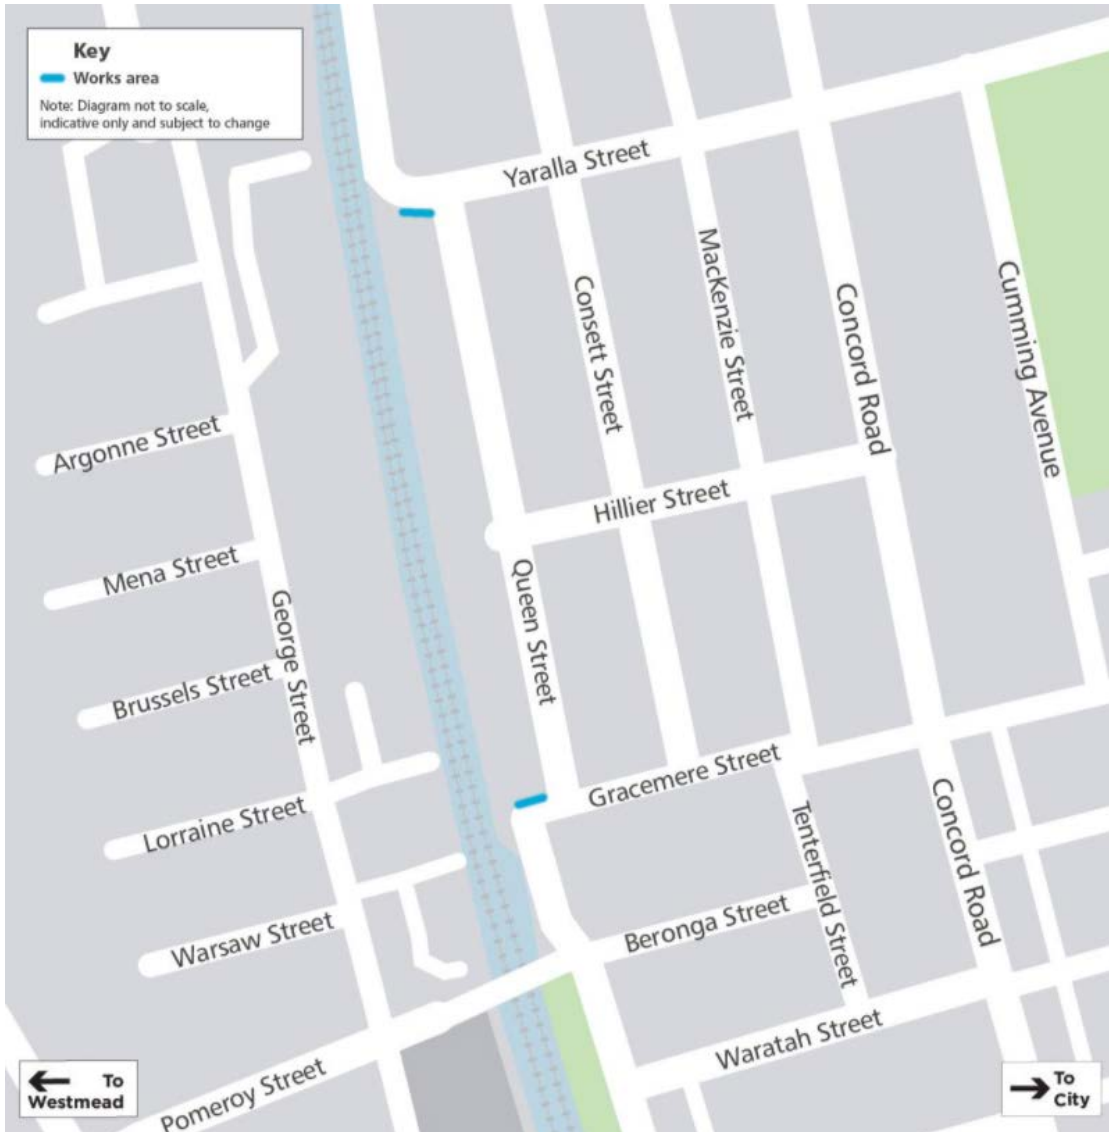 Key
Works area
Note: Diagram not to scale,
indicative only and subject to change
Yaralla Street
MacKenzie Street
Consett Street
Concord Road
Cumming Avenue
Argonne Street
Hillier Street
Mena Street
Queen Street
George Street
Brussels Street
Gracemere Street
Lorraine Street
Tenterfield Street
Concord Road
Beronga Street
Warsaw Street
Waratah Street
Pomeroy Street
To
Westmead
To
City